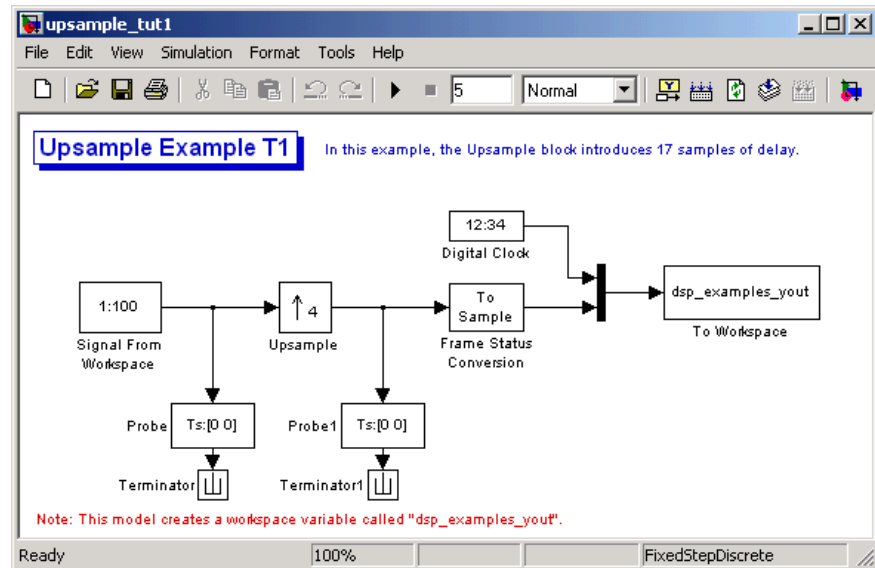 upsample_tut1
File Edit View Simulation Format Tools Help
5 Normal
Upsample Example T1
In this example, the Upsample block introduces 17 samples of delay.
12:34
Digital Clock
1:100
Signal From
Workspace
4
Upsample
To
Sample
Frame Status
Conversion
dsp_examples_yout
To Workspace
Probe
Ts:[0 0]
Probe1
Ts:[0 0]
Terminator
Terminator1
Note: This model creates a workspace variable called "dsp_examples_yout".
Ready 100% FixedStepDiscrete